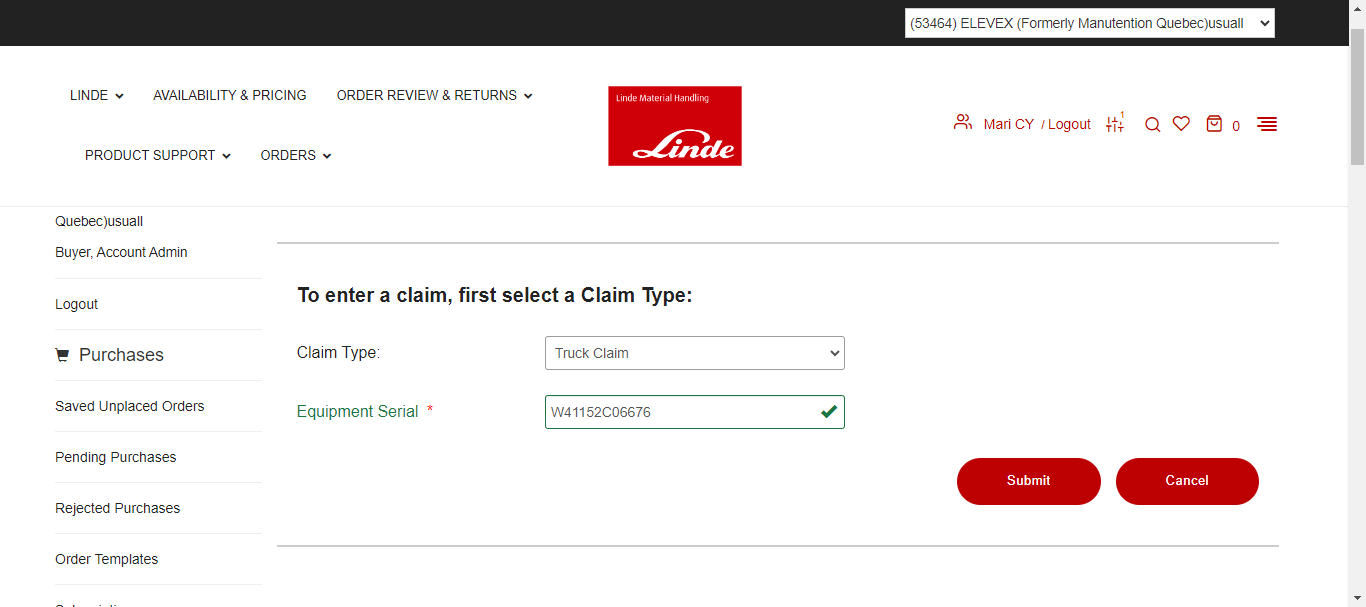 (53464) ELEVEX (Formerly Manutention Quebec)usuall
LINDE
AVAILABILITY & PRICING
ORDER REVIEW & RETURNS
PRODUCT SUPPORT
ORDERS
Linde Material Handling
Linde
Mari CY / Logout
1
0
Quebec)usuall
Buyer, Account Admin
Logout
Purchases
Saved Unplaced Orders
Pending Purchases
Rejected Purchases
Order Templates
To enter a claim, first select a Claim Type:
Claim Type:
Truck Claim
Equipment Serial *
W41152C06676
Submit
Cancel